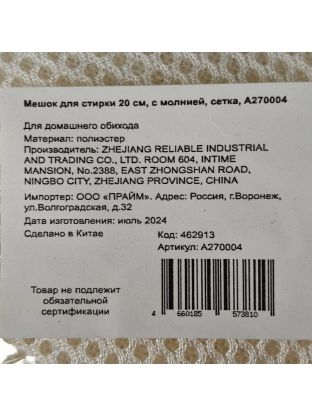 Мешок для стирки 20 см, с молнией, сетка, А270004
Для домашнего обихода
Материал: полиэстер
Производитель: ZHEJIANG RELIABLE INDUSTRIAL
AND TRADING CO., LTD. ROOM 604, INTIME
MANSION, No.2388, EAST ZHONGSHAN ROAD,
NINGBO CITY, ZHEJIANG PROVINCE, CHINA
Импортер: ООО «ПРАЙМ». Адрес: Россия, г.Воронеж,
ул.Волгоградская, д.32
Дата изготовления: июль 2024
Сделано в Китае
Код: 462913
Артикул: А270004
Товар не подлежит
обязательной
сертификации
4 660185 573810